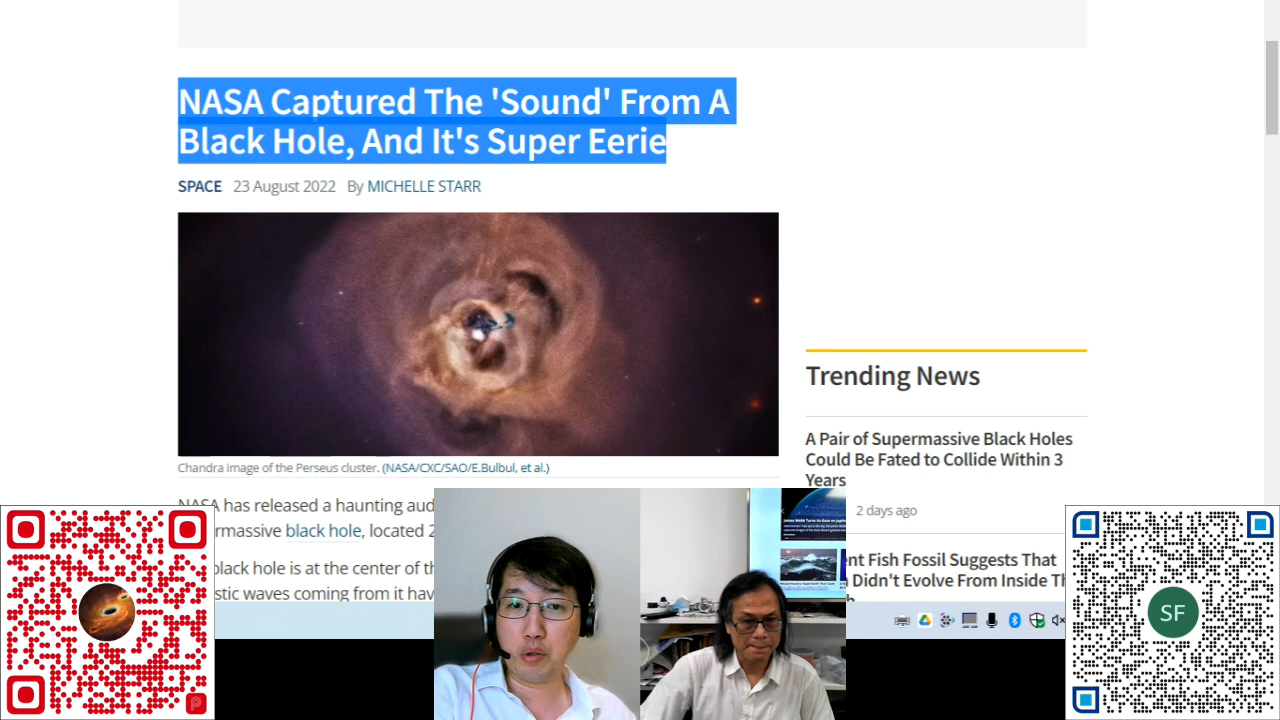 NASA Captured The 'Sound' From A
Black Hole, And It's Super Eerie
SPACE 23 August 2022 By MICHELLE STARR
Chandra image of the Perseus cluster. (NASA/CXC/SAO/E.Bulbul, et al.)
NASA has released a haunting aud
black hole, located 2
black hole is at the center of th
waves coming from it hav
Trending News
A Pair of Supermassive Black Holes
Could Be Fated to Collide Within 3
Years
2 days ago
Fish Fossil Suggests That
Didn't Evolve From Inside Th
SF